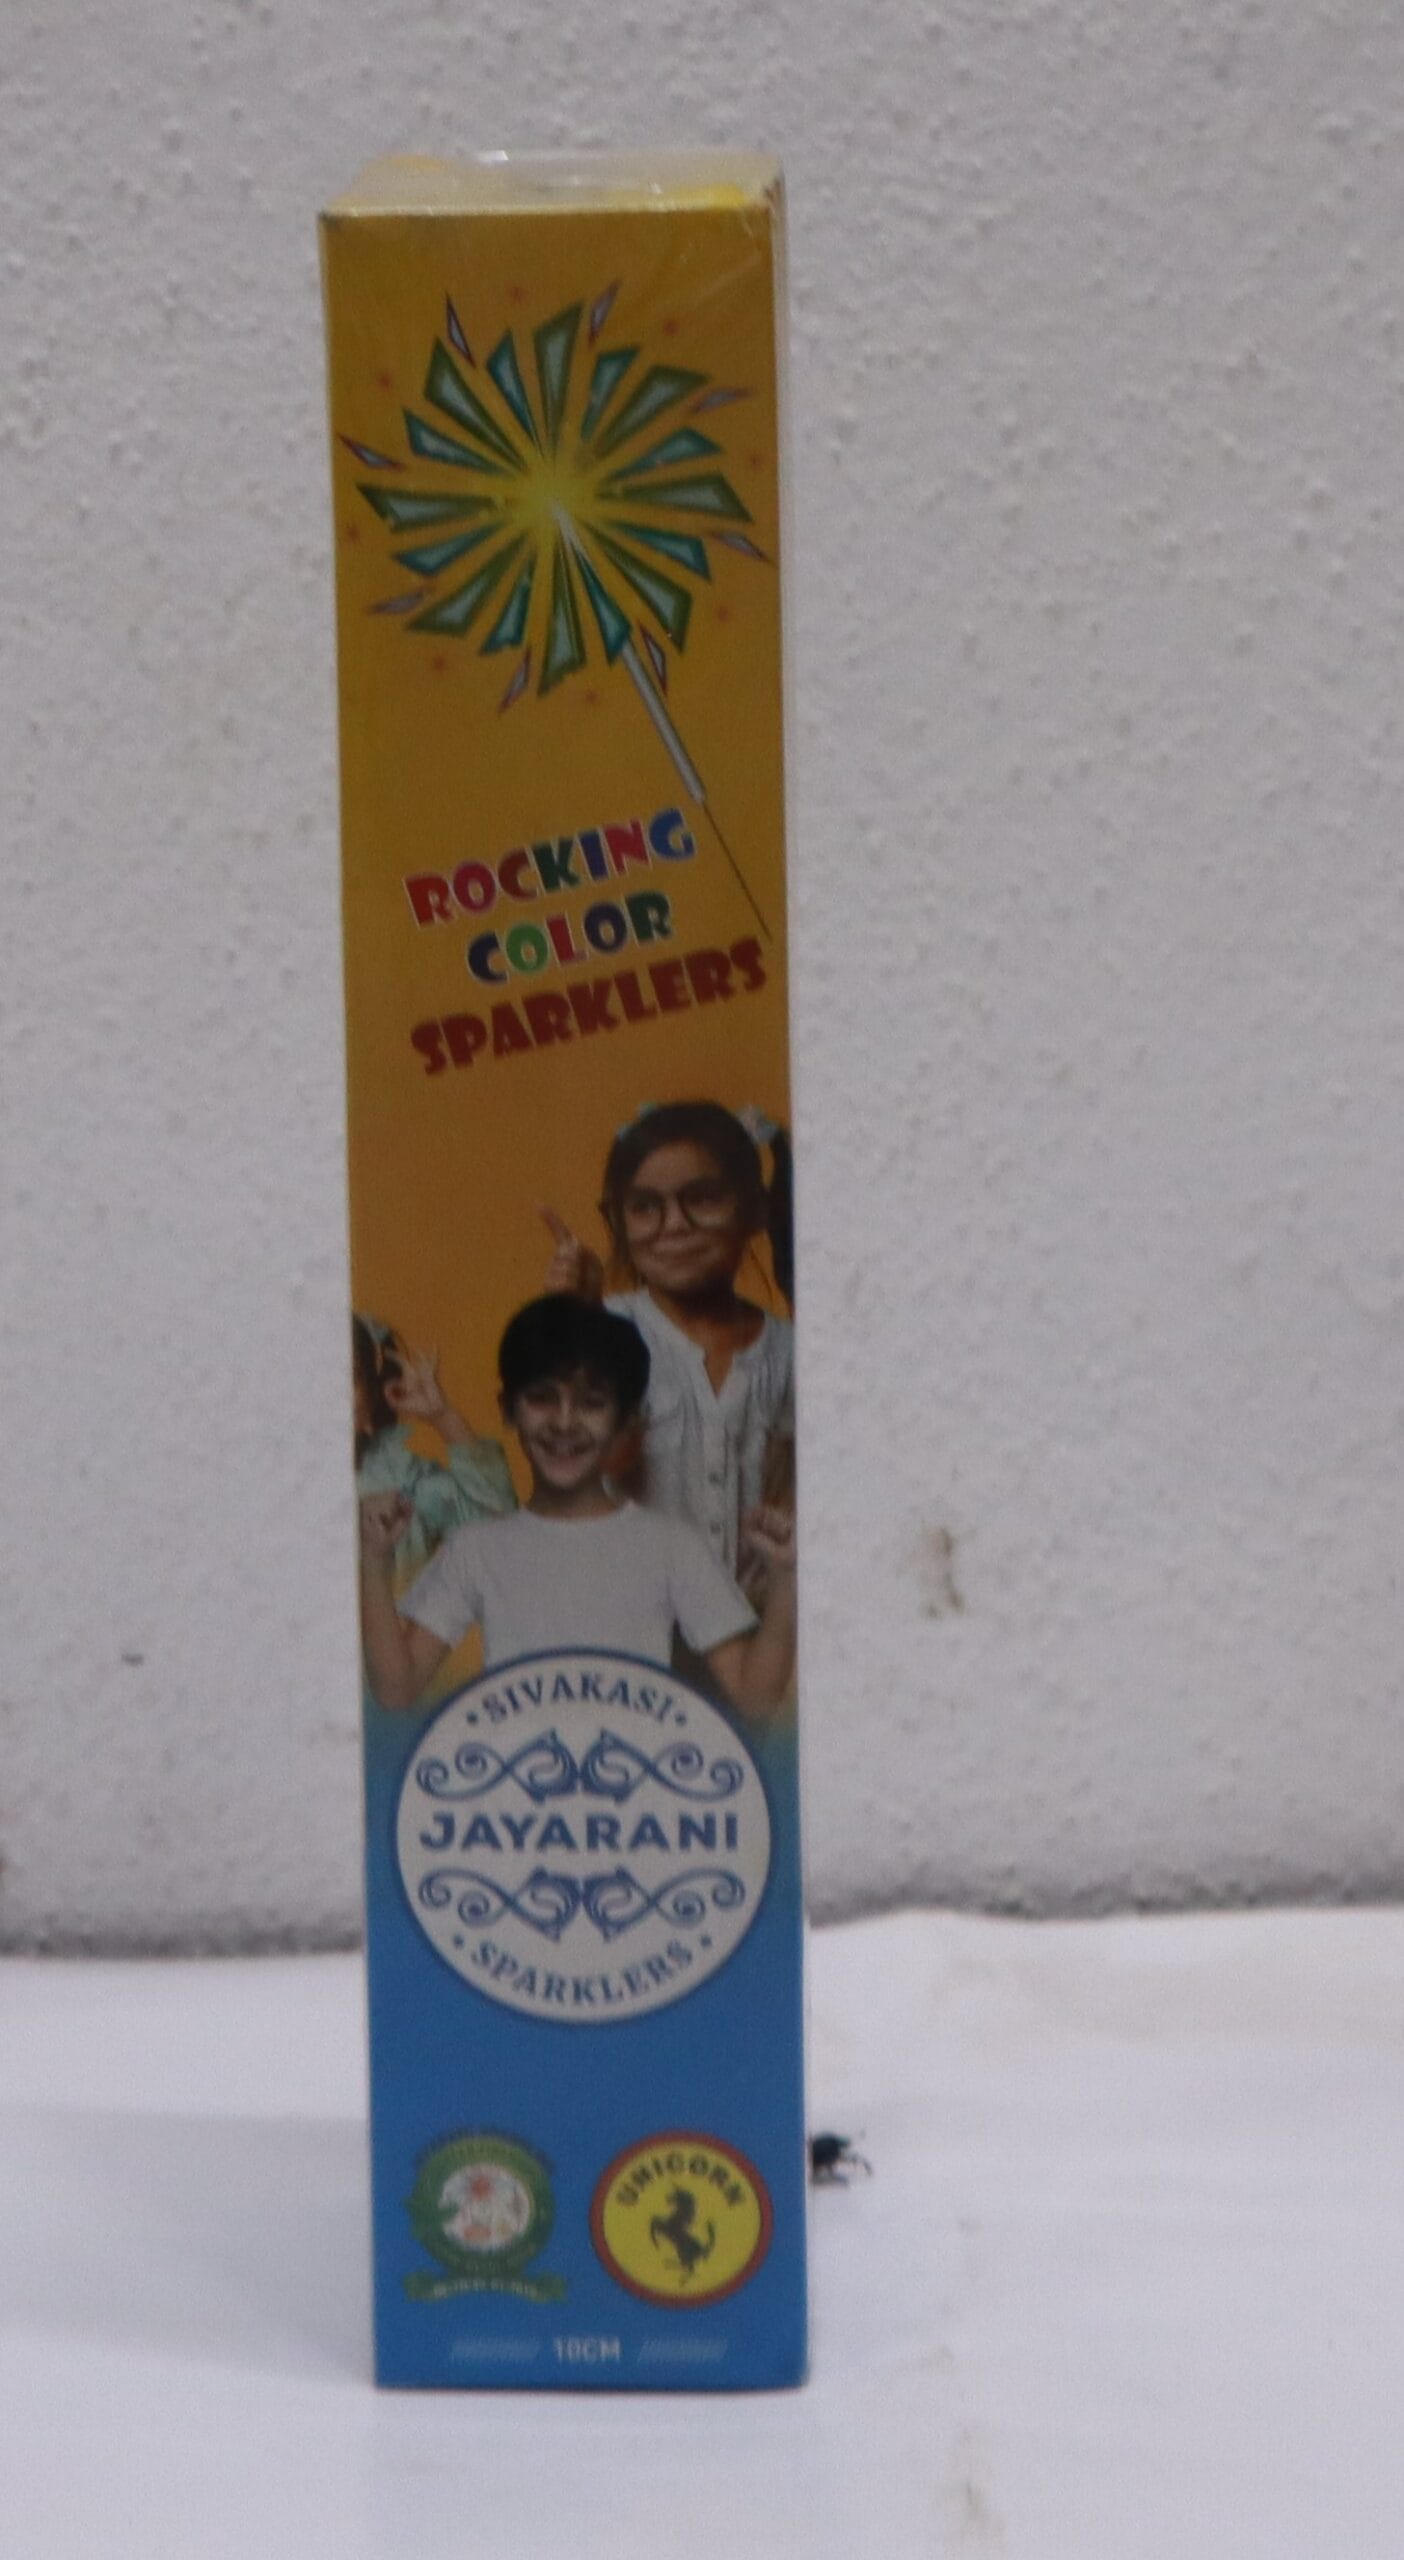 ROCKING
COLOR
SPARKLERS
SIVAKASI
JAYARANI
SPARKLERS
UNICORN
10CM